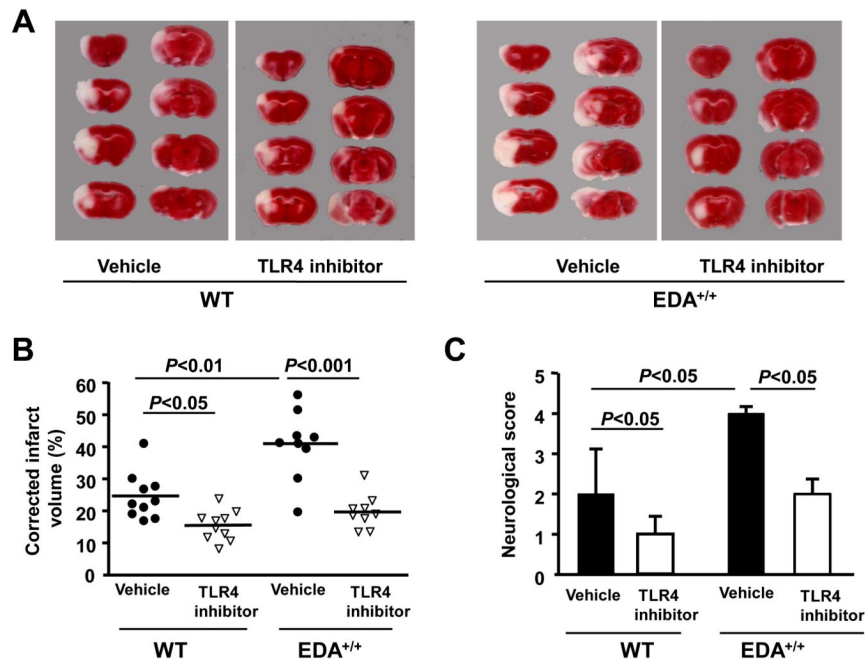 A
Vehicle TLR4 inhibitor Vehicle TLR4 inhibitor
WT EDA+/+
B
P<0.01 P<0.001
P<0.05
Corrected infarct
volume (%)
60
50
40
30
20
10
0
Vehicle TLR4 inhibitor Vehicle TLR4 inhibitor
WT EDA+/+
C
P<0.05 P<0.05
P<0.05
Neurological score
5
4
3
2
1
0
Vehicle TLR4 inhibitor Vehicle TLR4 inhibitor
WT EDA+/+